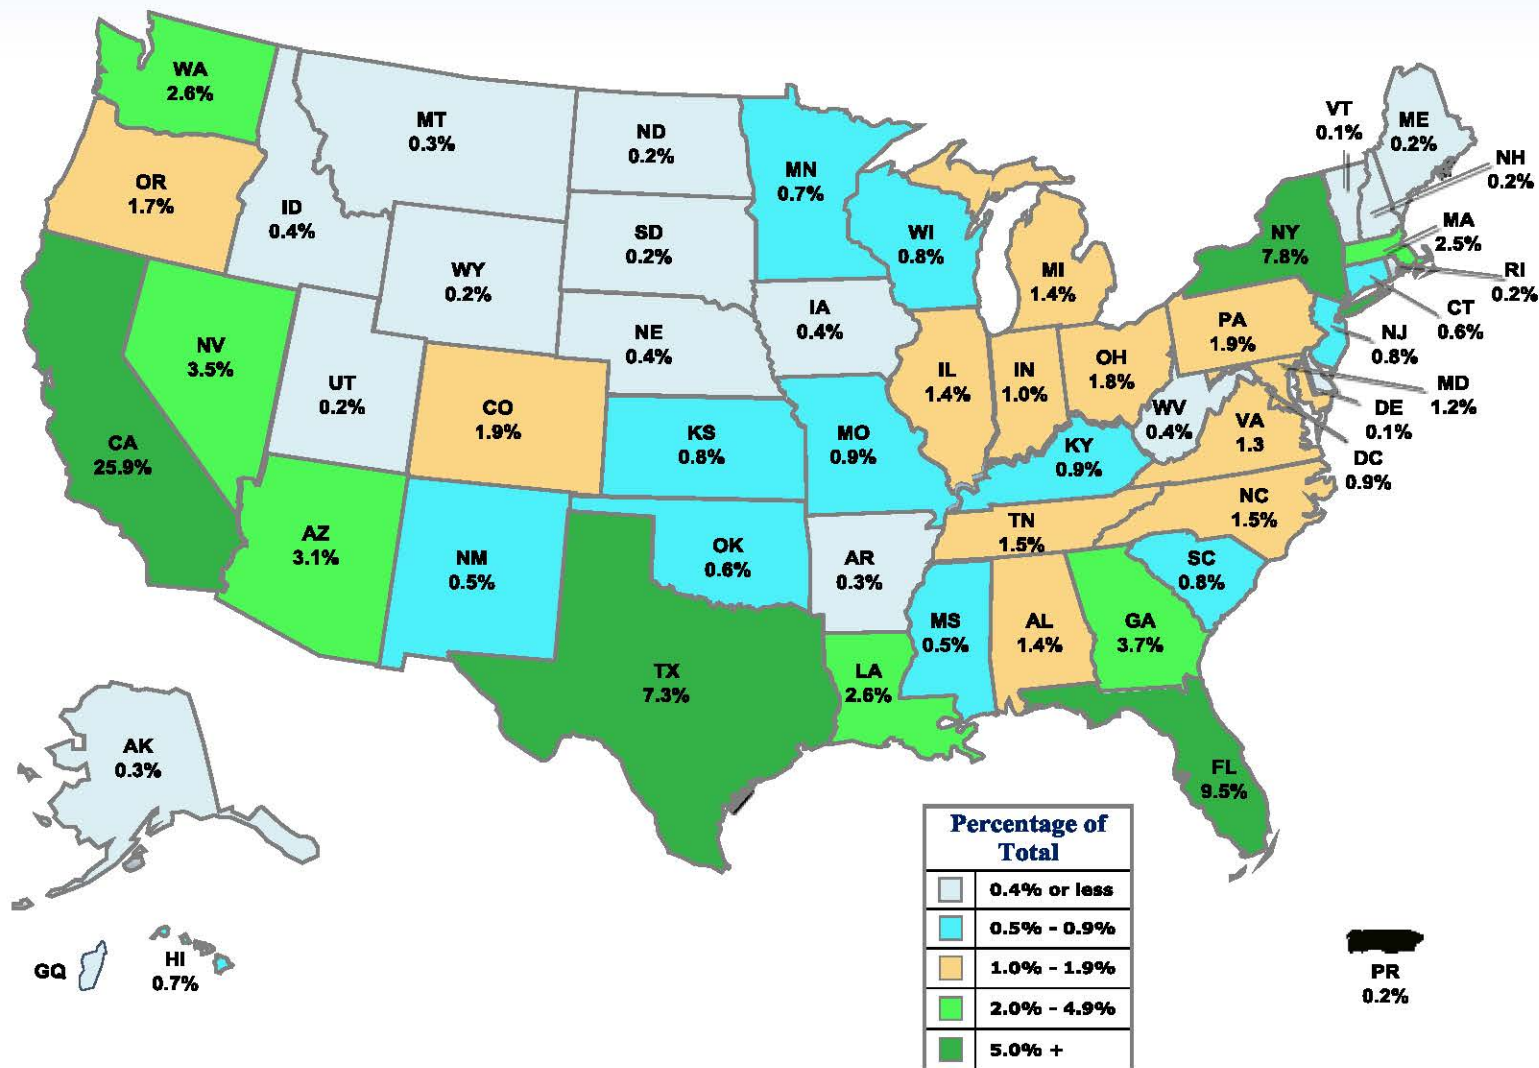 WA
2.6%
OR
1.7%
CA
25.9%
NV
3.5%
ID
0.4%
MT
0.3%
WY
0.2%
UT
0.2%
AZ
3.1%
CO
1.9%
NM
0.5%
ND
0.2%
SD
0.2%
NE
0.4%
KS
0.8%
OK
0.6%
TX
7.3%
MN
0.7%
IA
0.4%
MO
0.9%
AR
0.3%
LA
2.6%
WI
0.8%
IL
1.4%
MI
1.4%
IN
1.0%
OH
1.8%
KY
0.9%
TN
1.5%
MS
0.5%
AL
1.4%
GA
3.7%
FL
9.5%
SC
0.8%
NC
1.5%
VA
1.3
WV
0.4%
PA
1.9%
NY
7.8%
VT
0.1%
ME
0.2%
NH
0.2%
MA
2.5%
RI
0.2%
CT
0.6%
NJ
0.8%
MD
1.2%
DE
0.1%
DC
0.9%
AK
0.3%
GQ
HI
0.7%
PR
0.2%
Percentage of
Total
0.4% or less
0.5% - 0.9%
1.0% - 1.9%
2.0% - 4.9%
5.0% +